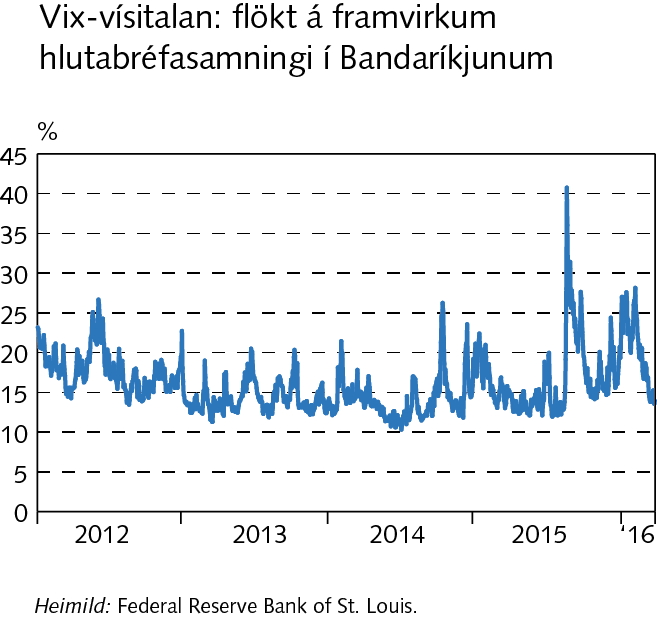 Vix-vísitalan: flökt á framvirkum
hlutabréfasamningi í Bandaríkjunum
%
45
40
35
30
25
20
15
10
5
0
2012 2013 2014 2015 '16
Heimild: Federal Reserve Bank of St. Louis.